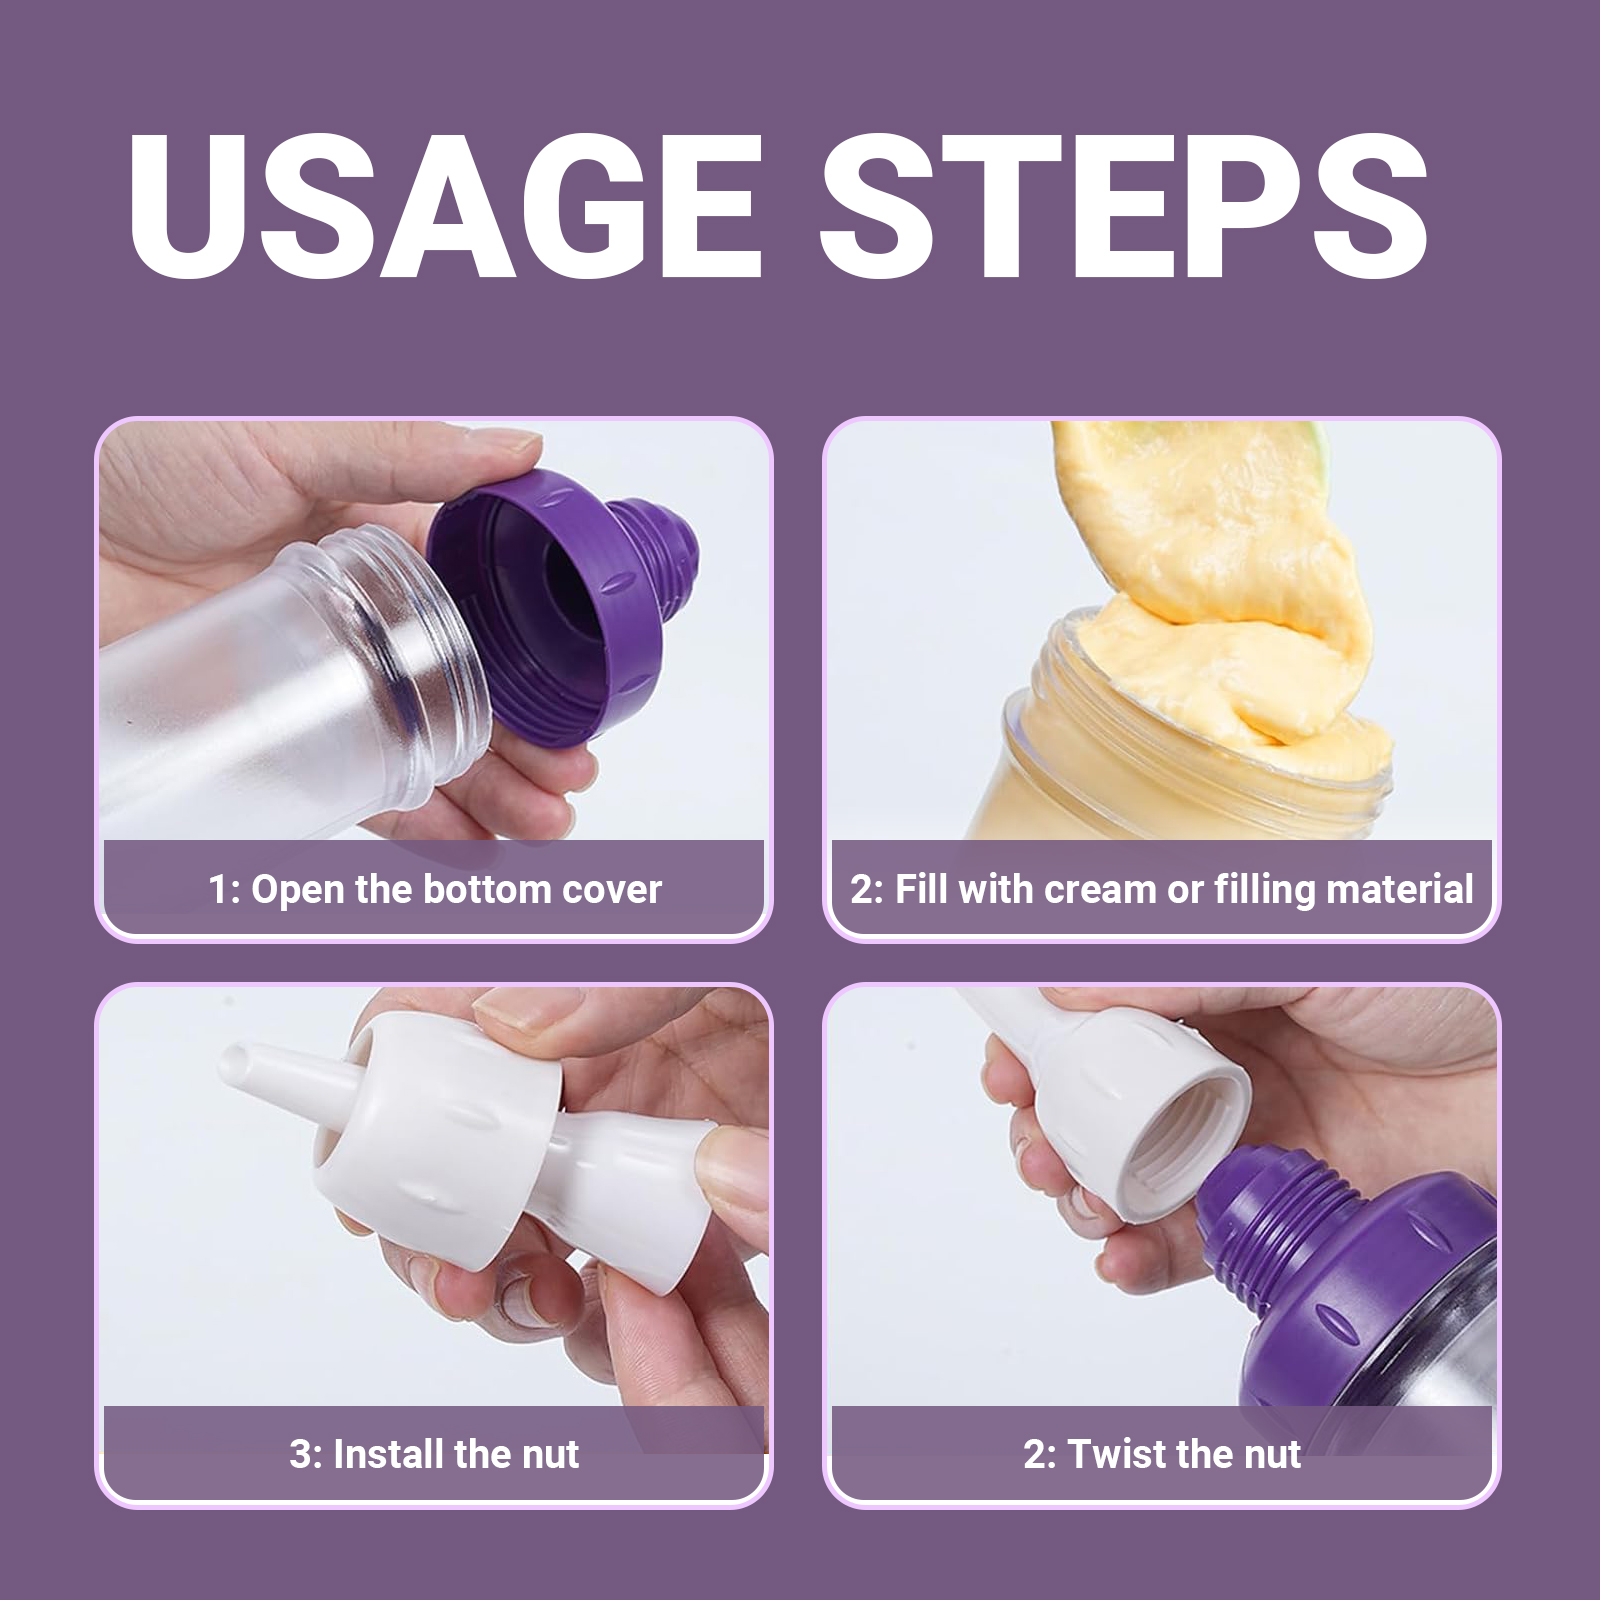 USAGE STEPS
1: Open the bottom cover
2: Fill with cream or filling material
3: Install the nut
2: Twist the nut